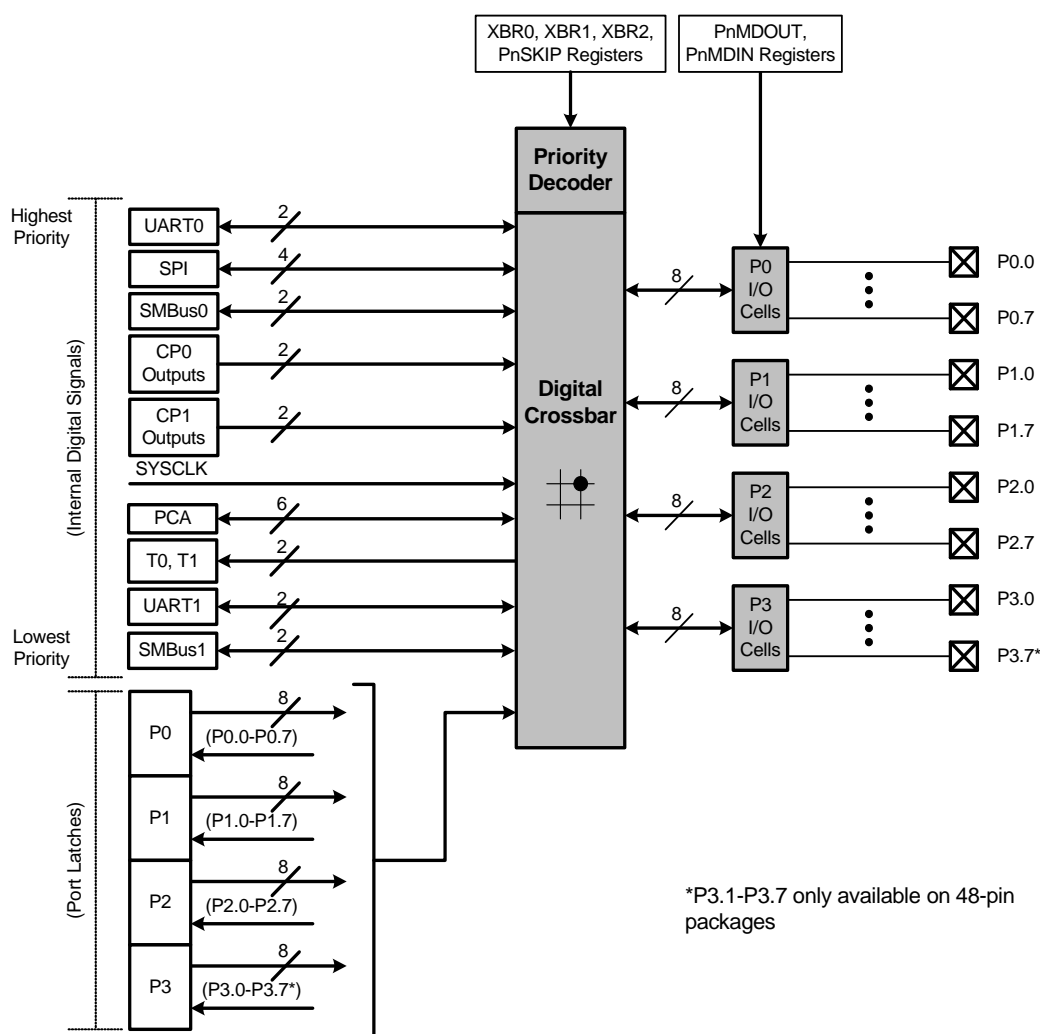 XBR0, XBR1, XBR2,
PnSKIP Registers
PnMDOUT,
PnMDIN Registers
Priority
Decoder
Highest
Priority
(Internal Digital Signals)
Lowest
Priority
UART0
2
SPI
4
SMBus0
2
CP0
Outputs
2
CP1
Outputs
2
SYSCLK
PCA
6
T0, T1
2
UART1
2
SMBus1
2
Digital
Crossbar
8
P0
I/O
Cells
P0.0
P0.7
8
P1
I/O
Cells
P1.0
P1.7
8
P2
I/O
Cells
P2.0
P2.7
8
P3
I/O
Cells
P3.0
P3.7*
(Port Latches)
P0
8
(P0.0-P0.7)
P1
8
(P1.0-P1.7)
P2
8
(P2.0-P2.7)
P3
8
(P3.0-P3.7*)
*P3.1-P3.7 only available on 48-pin
packages